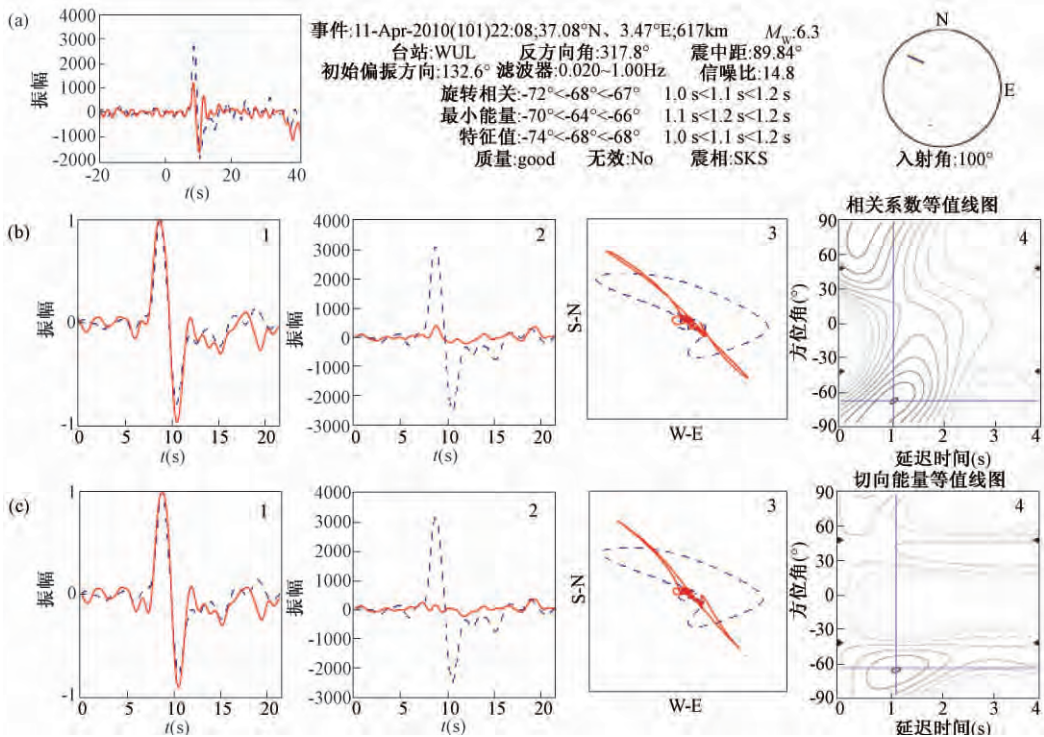 (a)
振幅
4000
3000
2000
1000
0
-1000
-2000
-20
0
20
40
t(s)
事件:11-Apr-2010(101)22:08;37.08°N、3.47°E;617km Mw:6.3
台站:WUL 反方向角:317.8° 震中距:89.84°
初始偏振方向:132.6° 滤波器:0.020~1.00Hz 信噪比:14.8
旋转相关:-72°<-68°<-67° 1.0 s<1.1 s<1.2 s
最小能量:-70°<-64°<-66° 1.1 s<1.2 s<1.2 s
特征值:-74°<-68°<-68° 1.0 s<1.1 s<1.2 s
质量:good 无效:No 震相:SKS
N
E
入射角:100°
(b)
振幅
1
0
-1
0 5 10 15 20
t(s)
1
振幅
4000
3000
2000
1000
0
-1000
-2000
-3000
0 5 10 15 20
t(s)
2
S-N
W-E
3
相关系数等值线图
方位角(°)
90
60
30
0
-30
-60
-90
0 1 2 3 4
延迟时间(s)
4
(c)
振幅
1
0
-1
0 5 10 15 20
t(s)
1
振幅
4000
3000
2000
1000
0
-1000
-2000
-3000
0 5 10 15 20
t(s)
2
S-N
W-E
3
切向能量等值线图
方位角(°)
90
60
30
0
-30
-60
-90
0 1 2 3 4
延迟时间(s)
4